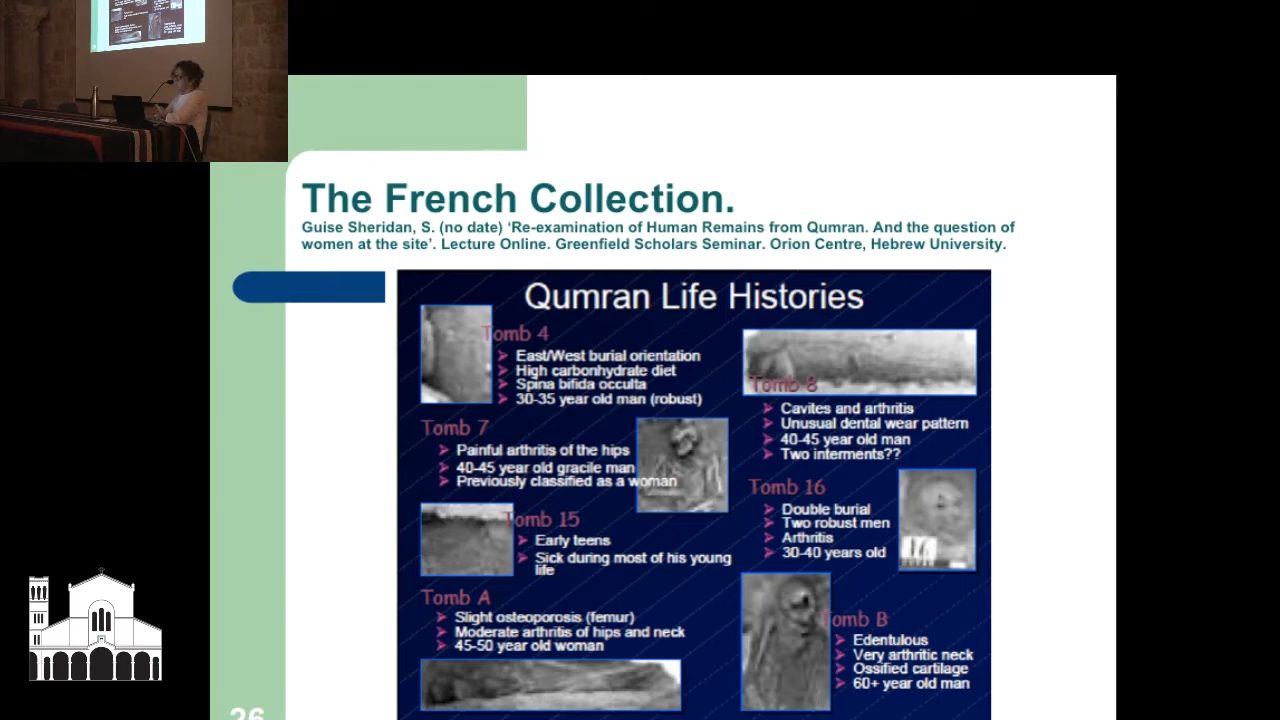 The French Collection.
Guise Sheridan, S. (no date) ‘Re-examination of Human Remains from Qumran. And the question of
women at the site’. Lecture Online. Greenfield Scholars Seminar. Orion Centre, Hebrew University.
Qumran Life Histories
Tomb 4
East/West burial orientation
High carbonhydrate diet
Spina bifida occulta
30-35 year old man (robust)
Tomb 7
Painful arthritis of the hips
40-45 year old gracile man
Previously classified as a woman
Tomb 15
Early teens
Sick during most of his young
life
Tomb A
Slight osteoporosis (femur)
Moderate arthritis of hips and neck
45-50 year old woman
Tomb 8
Cavites and arthritis
Unusual dental wear pattern
40-45 year old man
Two interments??
Tomb 16
Double burial
Two robust men
Arthritis
30-40 years old
Tomb B
Edentulous
Very arthritic neck
Ossified cartilage
60+ year old man
26